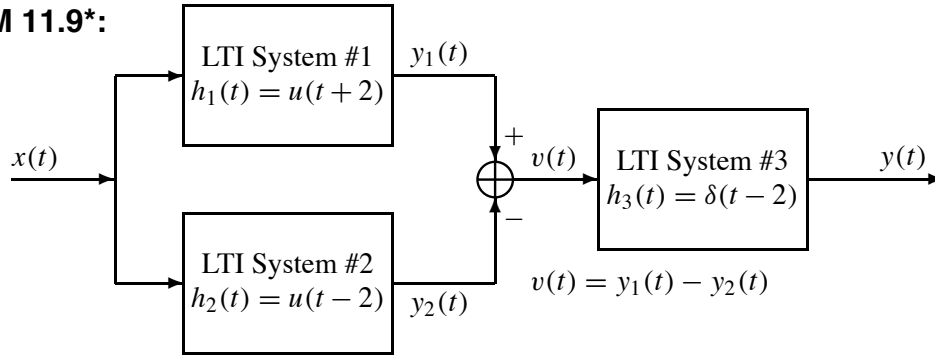 M 11.9*:
LTI System #1
h₁(t) = u(t + 2)
y₁(t)
x(t)
+
υ(t)
−
LTI System #3
h₃(t) = δ(t − 2)
y(t)
LTI System #2
h₂(t) = u(t − 2)
y₂(t)
υ(t) = y₁(t) − y₂(t)